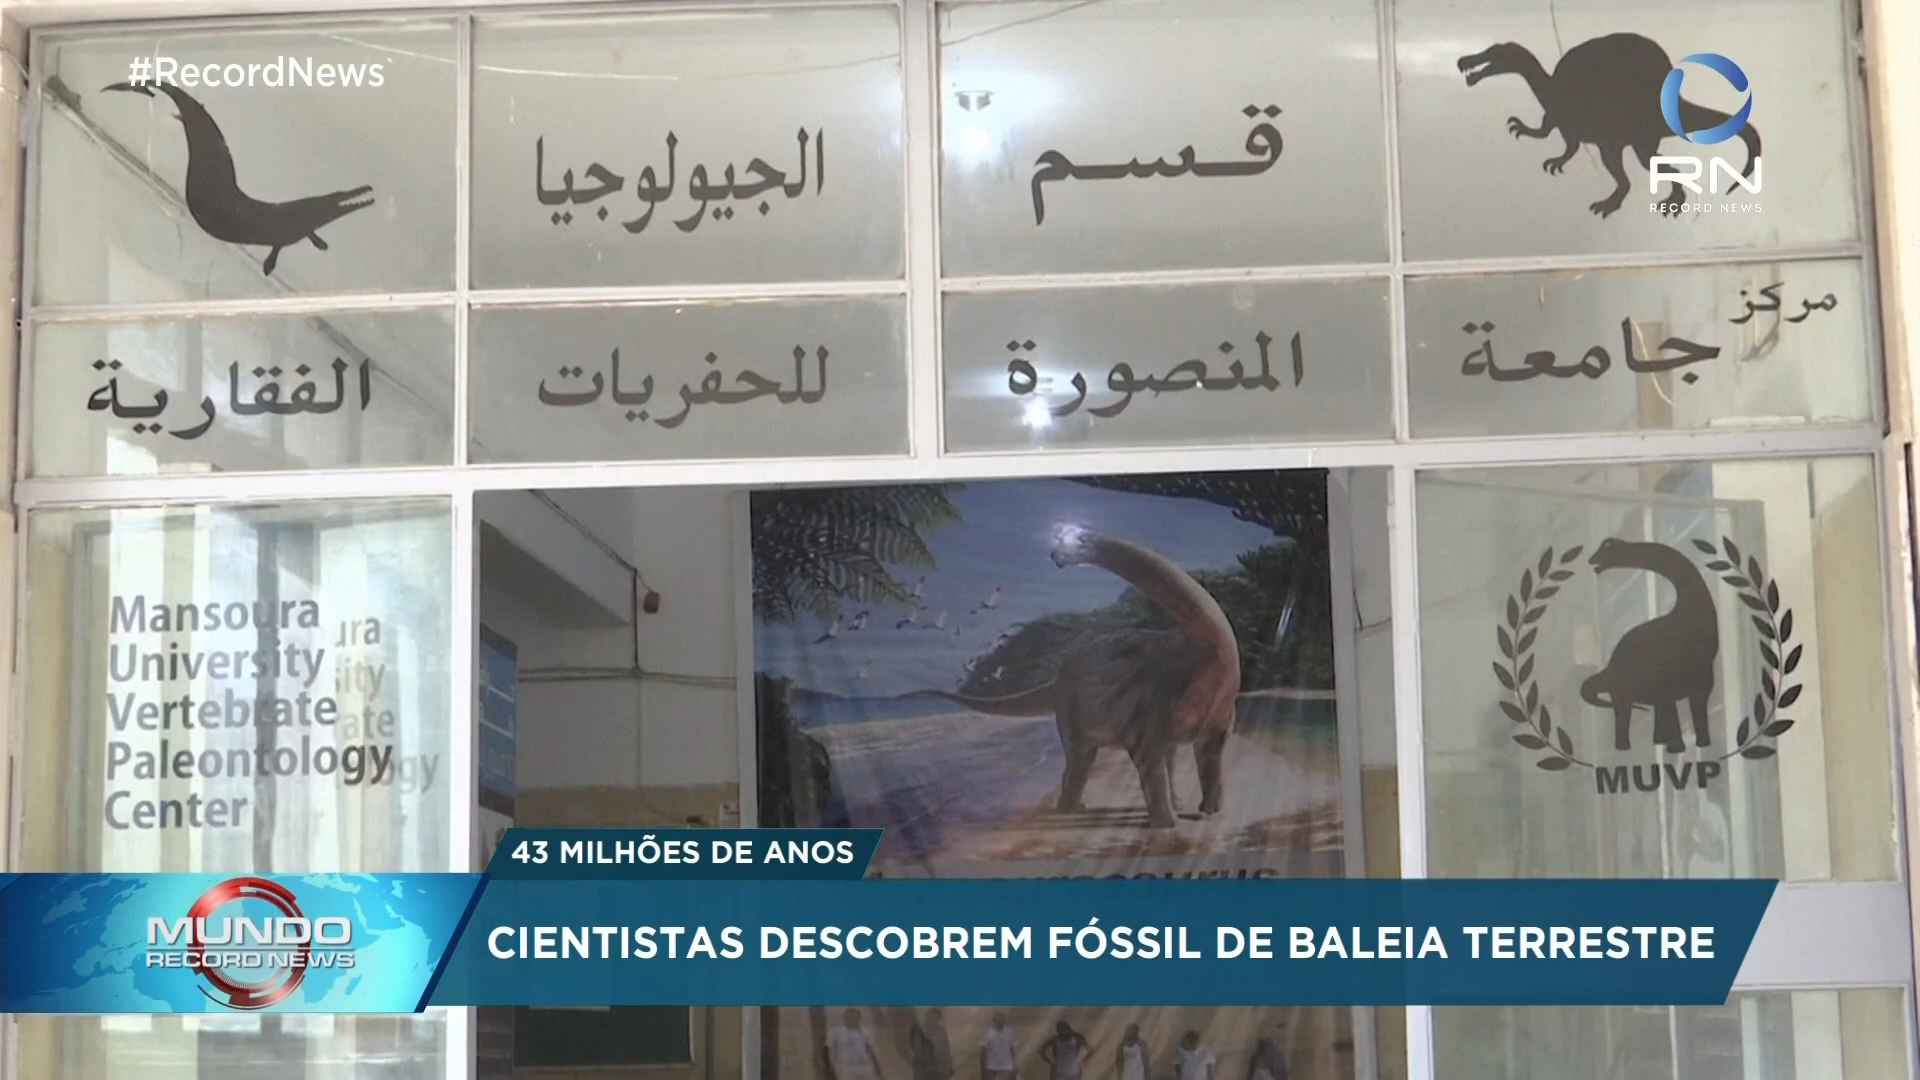 #RecordNews
RN
RECORD NEWS
قسم الجيولوجيا
مركز جامعة المنصورة للحفريات الفقارية
Mansoura
University
Vertebrate
Paleontology
Center
MUVP
43 MILHÕES DE ANOS
CIENTISTAS DESCOBREM FÓSSIL DE BALEIA TERRESTRE
MUNDO
RECORD NEWS